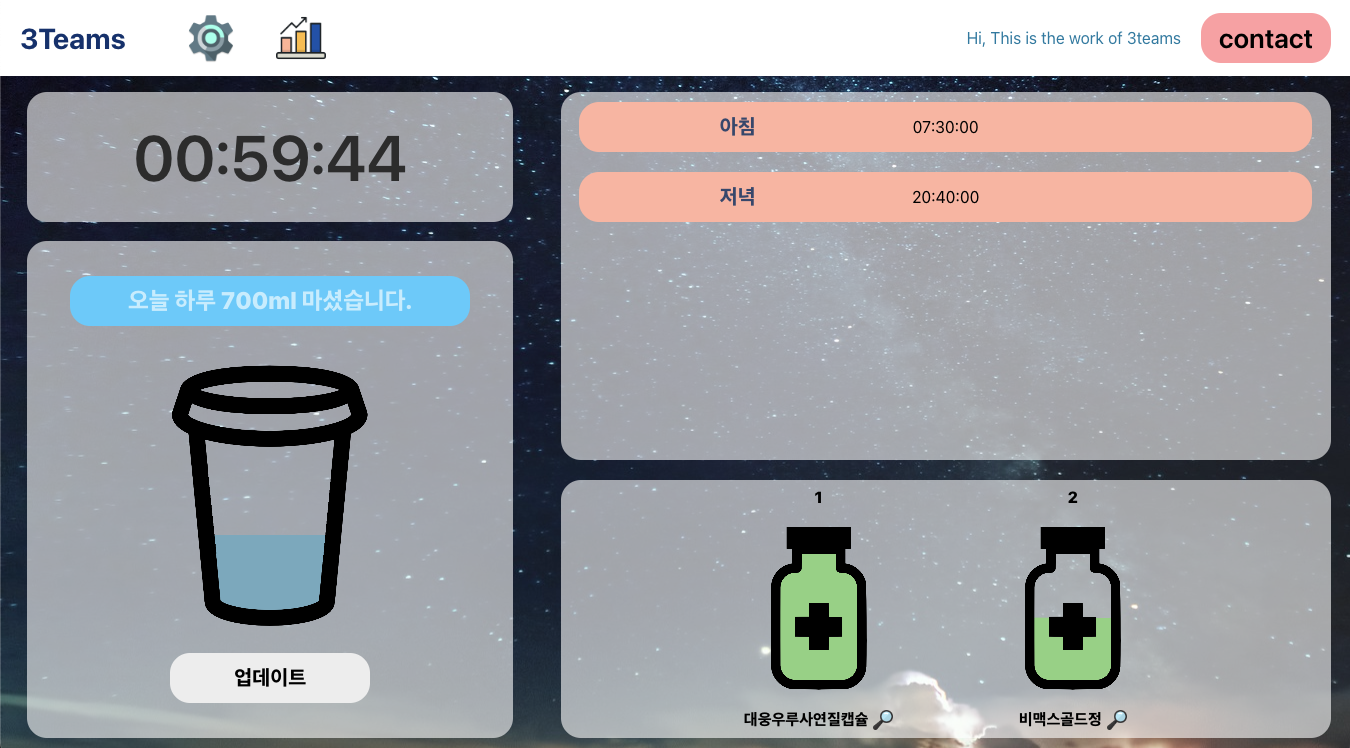 3Teams
Hi, This is the work of 3teams
contact
00:59:44
오늘 하루 700ml 마셨습니다.
업데이트
아침 07:30:00
저녁 20:40:00
1 2
대웅우루사연질캡슐 비맥스골드정